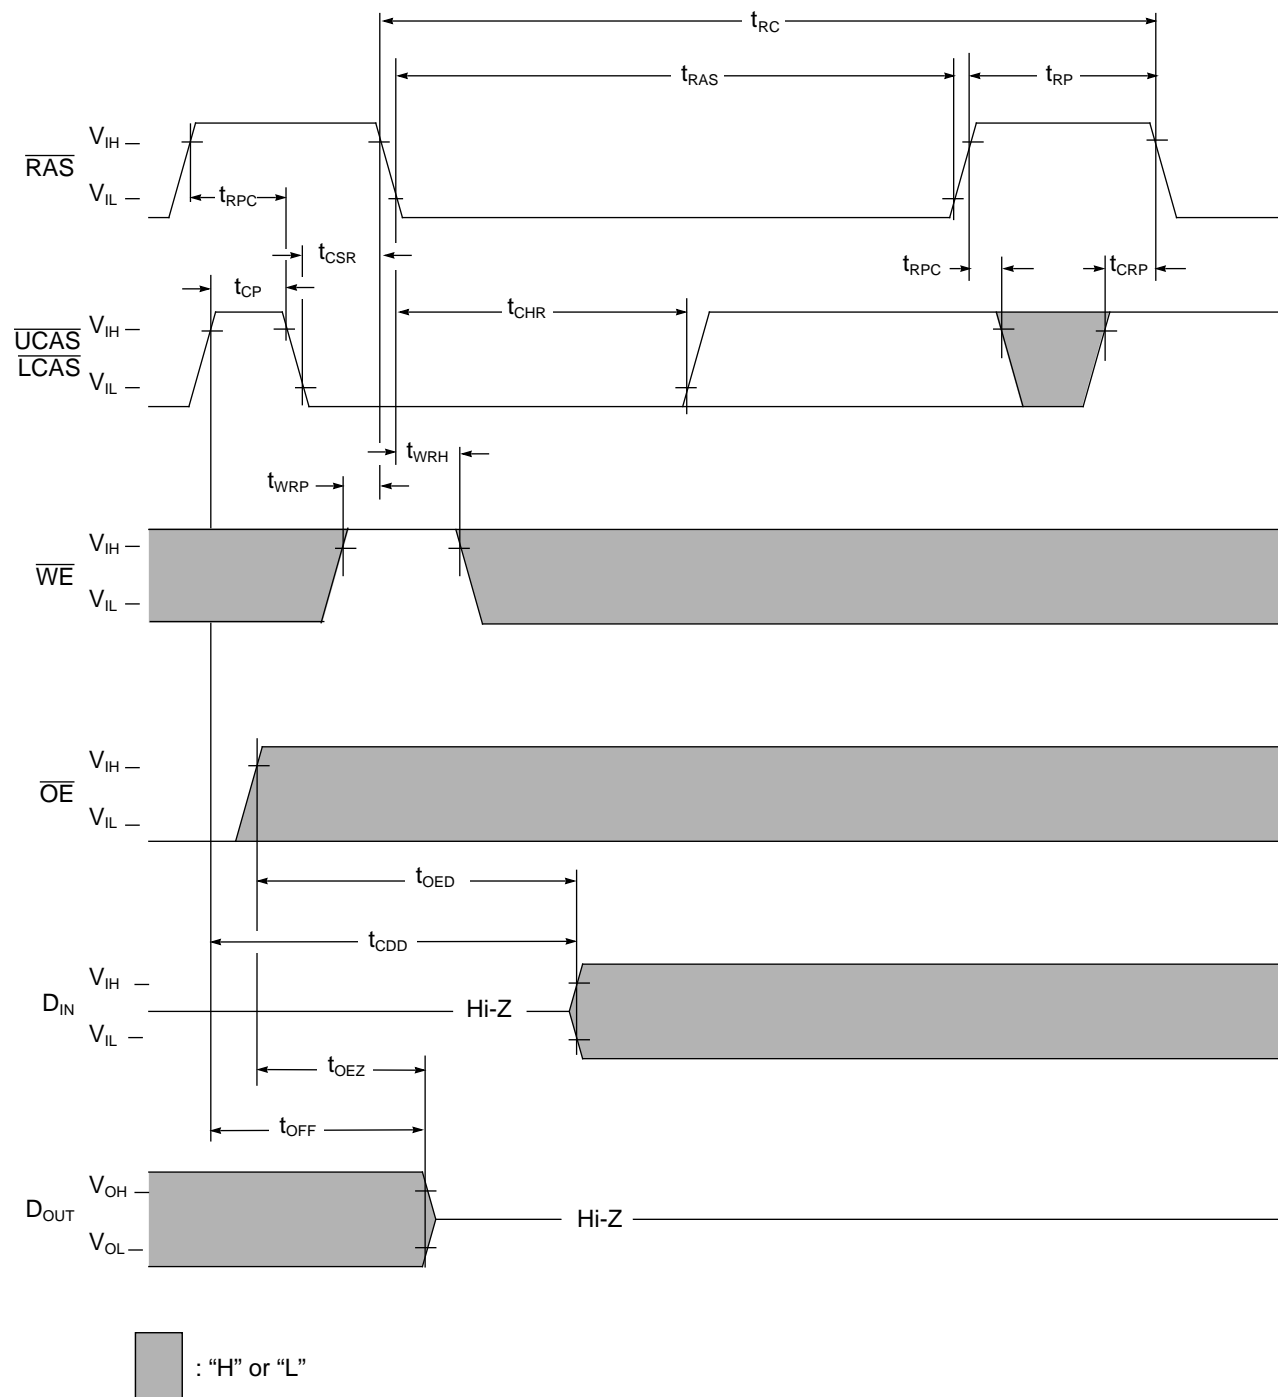 tRC
tRAS
tRP
RAS
VIH
VIL
tRPC
tCSR
tRPC
tCRP
tCP
tCHR
UCAS
LCAS
VIH
VIL
tWRH
tWRP
WE
VIH
VIL
OE
VIH
VIL
tOED
tCDD
DIN
VIH
Hi-Z
VIL
tOEZ
tOFF
DOUT
VOH
Hi-Z
VOL
: “H” or “L”